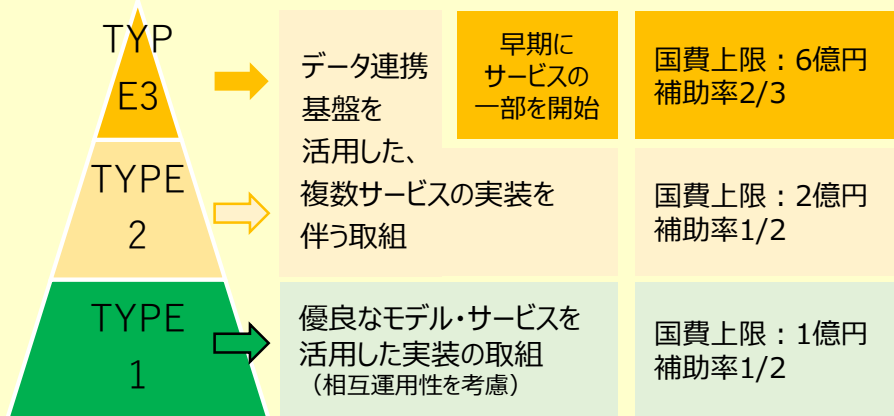 TYP
E3
データ連携
基盤を
活用した、
複数サービスの実装を
伴う取組
早期に
サービスの
一部を開始
国費上限：6億円
補助率2/3
TYPE
2
国費上限：2億円
補助率1/2
TYPE
1
優良なモデル・サービスを
活用した実装の取組
（相互運用性を考慮）
国費上限：1億円
補助率1/2